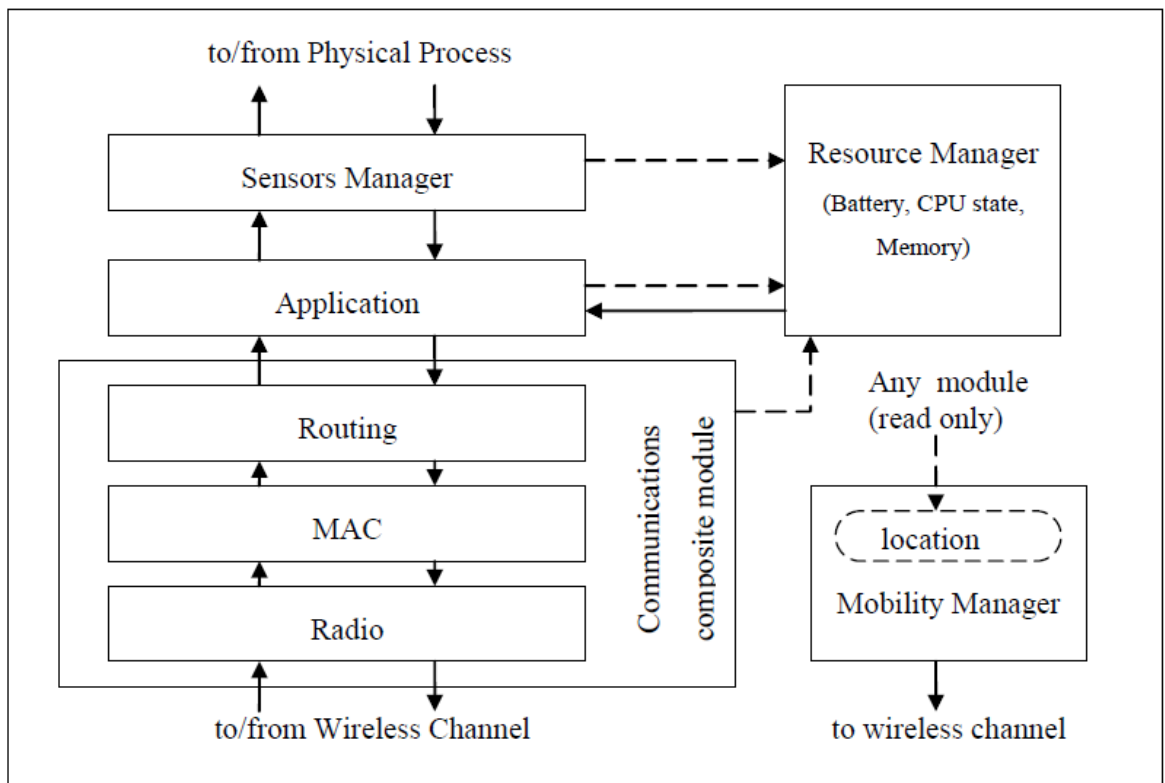 to/from Physical Process
Sensors Manager
Resource Manager
(Battery, CPU state,
Memory)
Application
Any module
(read only)
Routing
Communications
composite module
MAC
location
Radio
Mobility Manager
to/from Wireless Channel
to wireless channel